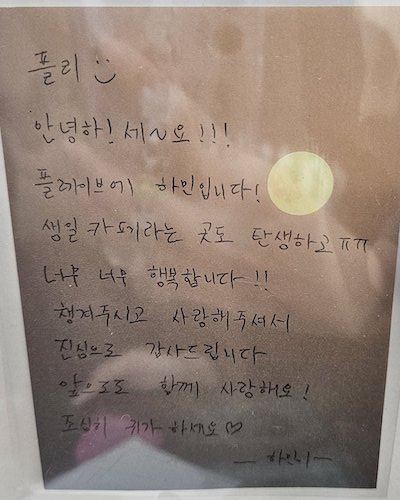 플리 :)
안녕하!세~요!!!
플레이브에 하민입니다!
생일 카페라는 곳도 탄생하고ㅠㅠ
너무 너무 행복합니다~!!
챙겨주시고 사랑해주셔서
진심으로 감사드립니다
앞으로도 함께 사랑해요!
조심히 귀가 하세요♡
— 하민이 —